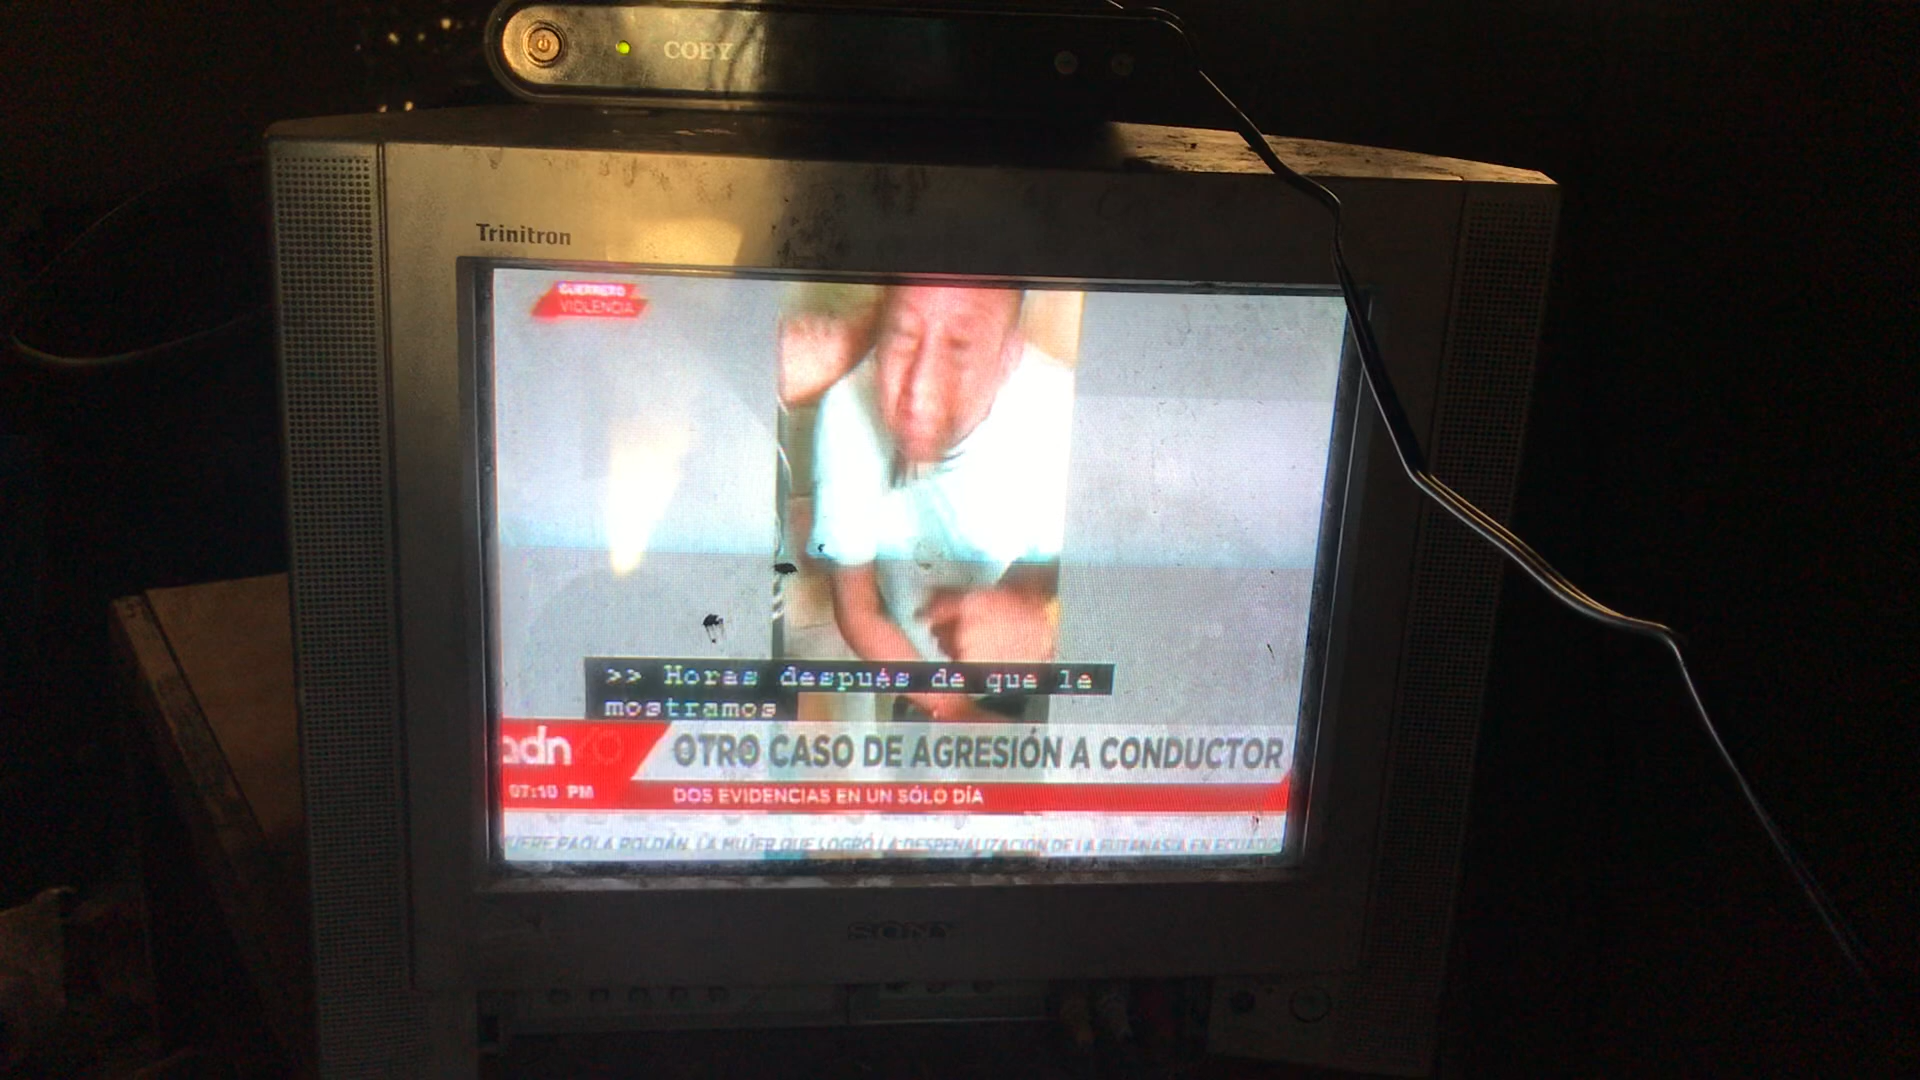 COBY
Trinitron
GUERRERO
VIOLENCIA
>> Horas después de que le
mostramos
adn40
OTRO CASO DE AGRESIÓN A CONDUCTOR
07:10 PM
DOS EVIDENCIAS EN UN SÓLO DÍA
PAOLA ROLDÁN, LA MUJER QUE LOGRÓ LA DESPENALIZACIÓN DE LA EUTANASIA EN ECUADOR
SONY